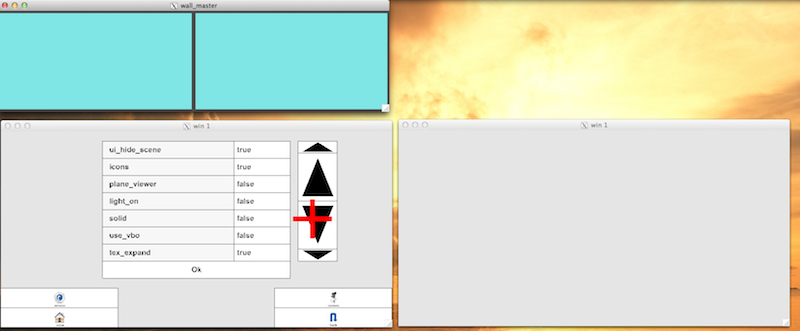 wall_master
win 1
ui_hide_scene true
icons true
plane_viewer false
light_on false
solid false
use_vbo false
tex_expand true
Ok
win 1